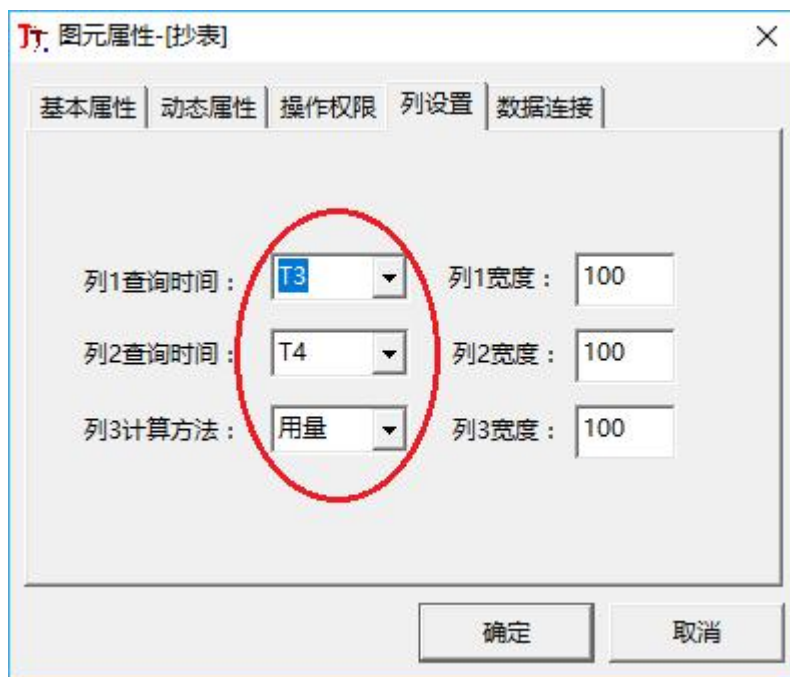 图元属性-[抄表]
基本属性 动态属性 操作权限 列设置 数据连接
列1查询时间： T3 列1宽度： 100
列2查询时间： T4 列2宽度： 100
列3计算方法： 用量 列3宽度： 100
确定 取消